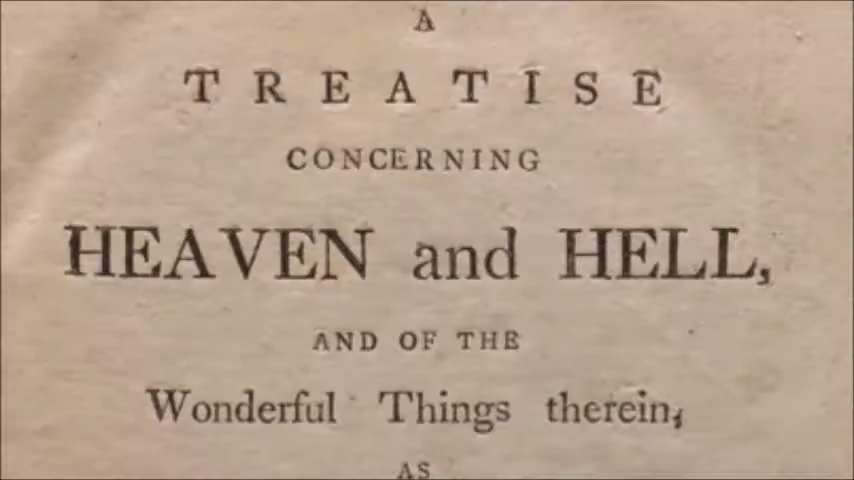 A
TREATISE
CONCERNING
HEAVEN and HELL,
AND OF THE
Wonderful Things therein,
AS